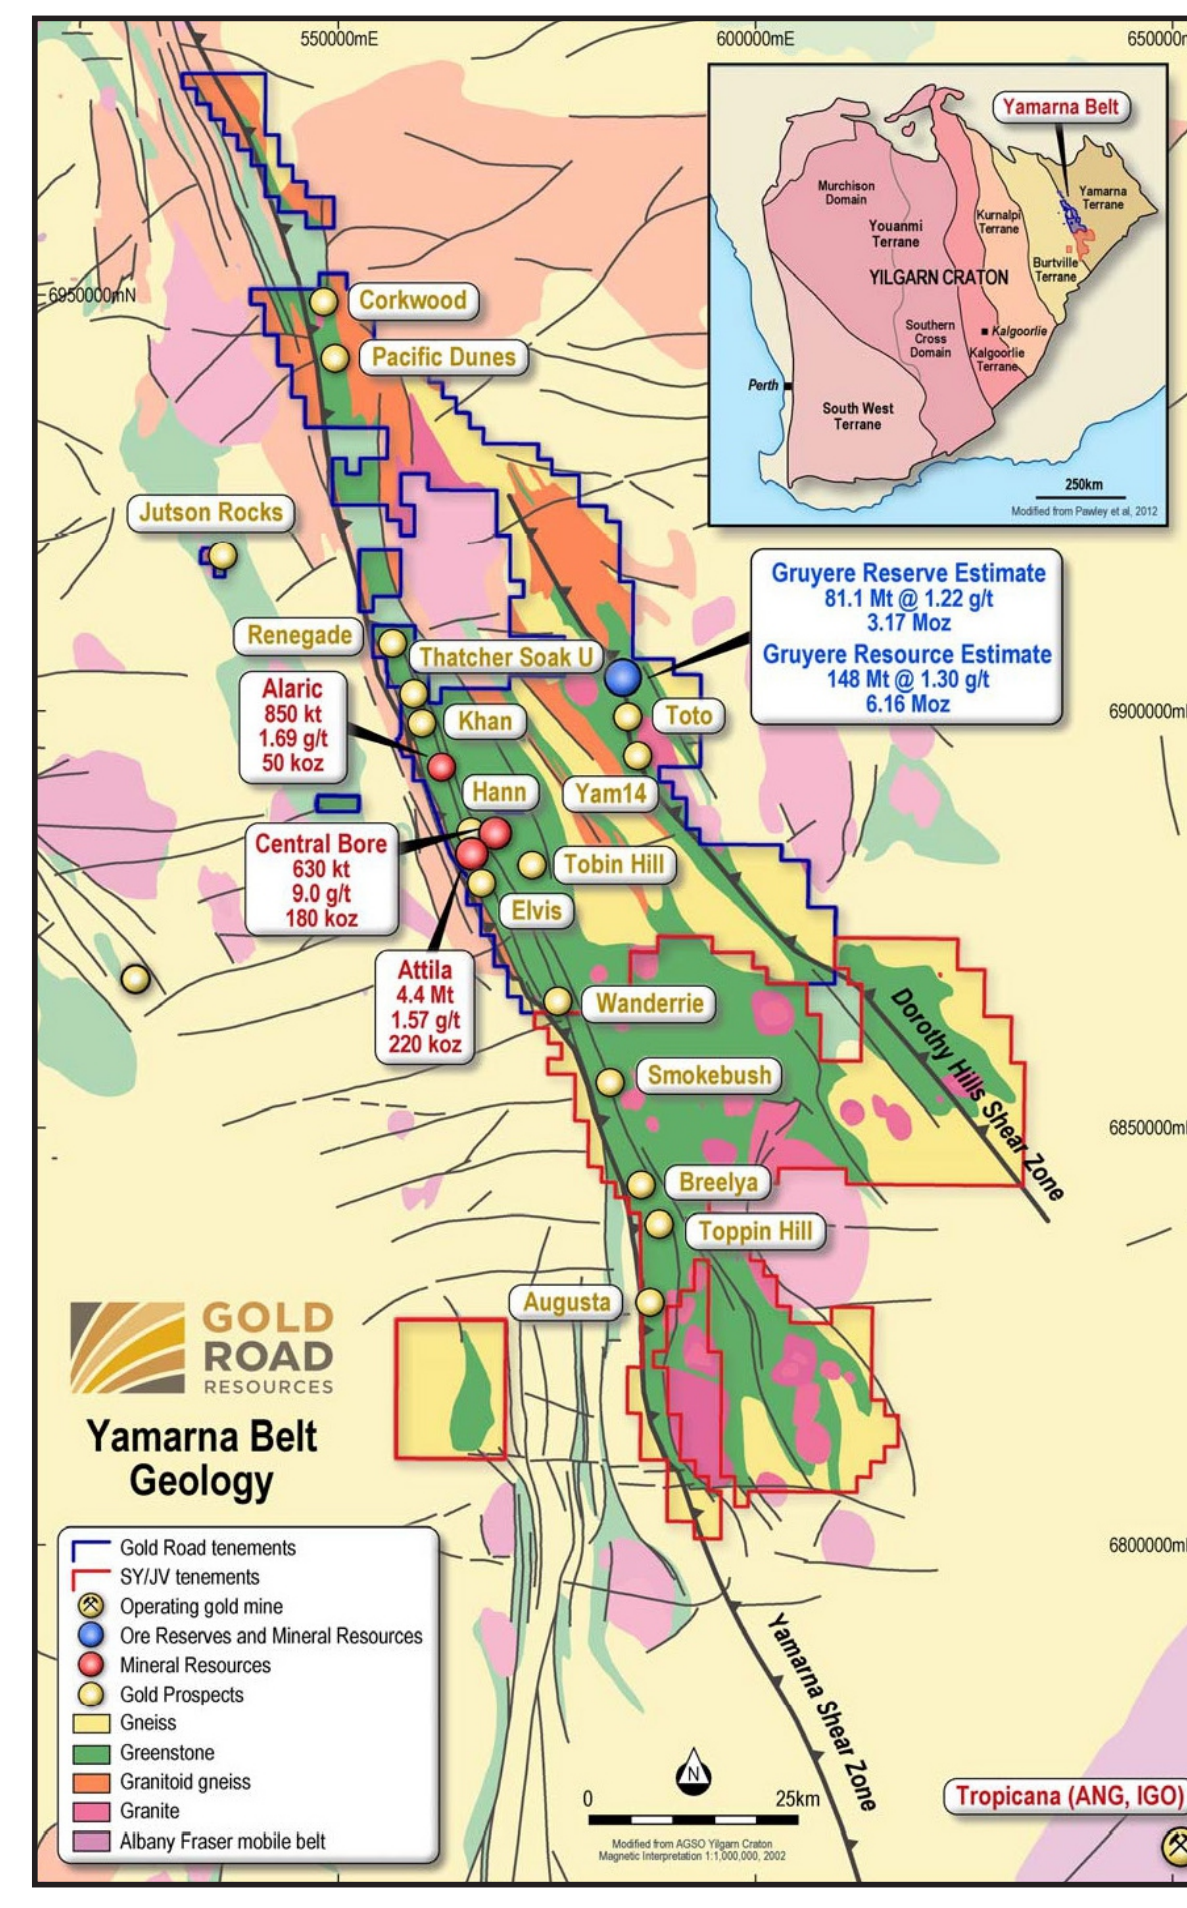 550000mE
600000mE
650000m
Yamarna Belt
Murchison
Domain
Youanmi
Terrane
Kurnalpi
Terrane
Yamarna
Terrane
Burtville
Terrane
YILGARN CRATON
Southern
Cross
Domain
Kalgoorlie
Kalgoorlie
Terrane
Perth
South West
Terrane
250km
Modified from Pawley et al, 2012
6950000mN
Corkwood
Pacific Dunes
Jutson Rocks
Gruyere Reserve Estimate
81.1 Mt @ 1.22 g/t
3.17 Moz
Gruyere Resource Estimate
148 Mt @ 1.30 g/t
6.16 Moz
Renegade
Thatcher Soak U
Alaric
850 kt
1.69 g/t
50 koz
Khan
Toto
6900000m
Hann
Yam14
Central Bore
630 kt
9.0 g/t
180 koz
Tobin Hill
Elvis
Attila
4.4 Mt
1.57 g/t
220 koz
Wanderrie
Dorothy Hills Shear Zone
Smokebush
6850000m
Breelya
Toppin Hill
Augusta
GOLD
ROAD
RESOURCES
Yamarna Belt
Geology
6800000m
Gold Road tenements
SY/JV tenements
Operating gold mine
Ore Reserves and Mineral Resources
Mineral Resources
Gold Prospects
Gneiss
Greenstone
Granitoid gneiss
Granite
Albany Fraser mobile belt
Yamarna Shear Zone
N
0
25km
Modified from AGSO Yilgarn Craton
Magnetic Interpretation 1:1,000,000, 2002
Tropicana (ANG, IGO)